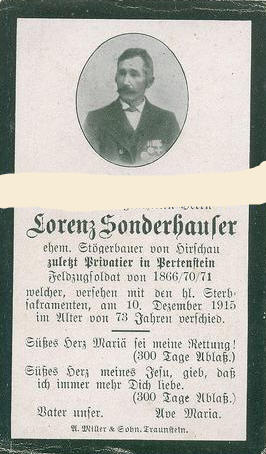 Lorenz Sonderhauser
ehem. Stögerbauer von Hirschau
zuletzt Privatier in Pertenstein
Feldzugsoldat von 1866/70/71
welcher, versehen mit den hl. Sterb-
sakramenten, am 10. Dezember 1915
im Alter von 73 Jahren verschied.
Süßes Herz Mariä sei meine Rettung!
(300 Tage Ablaß.)
Süßes Herz meines Jesu, gieb, daß
ich immer mehr Dich liebe.
(300 Tage Ablaß.)
Vater unser. Ave Maria.
A. Miller & Sohn, Traunstein.